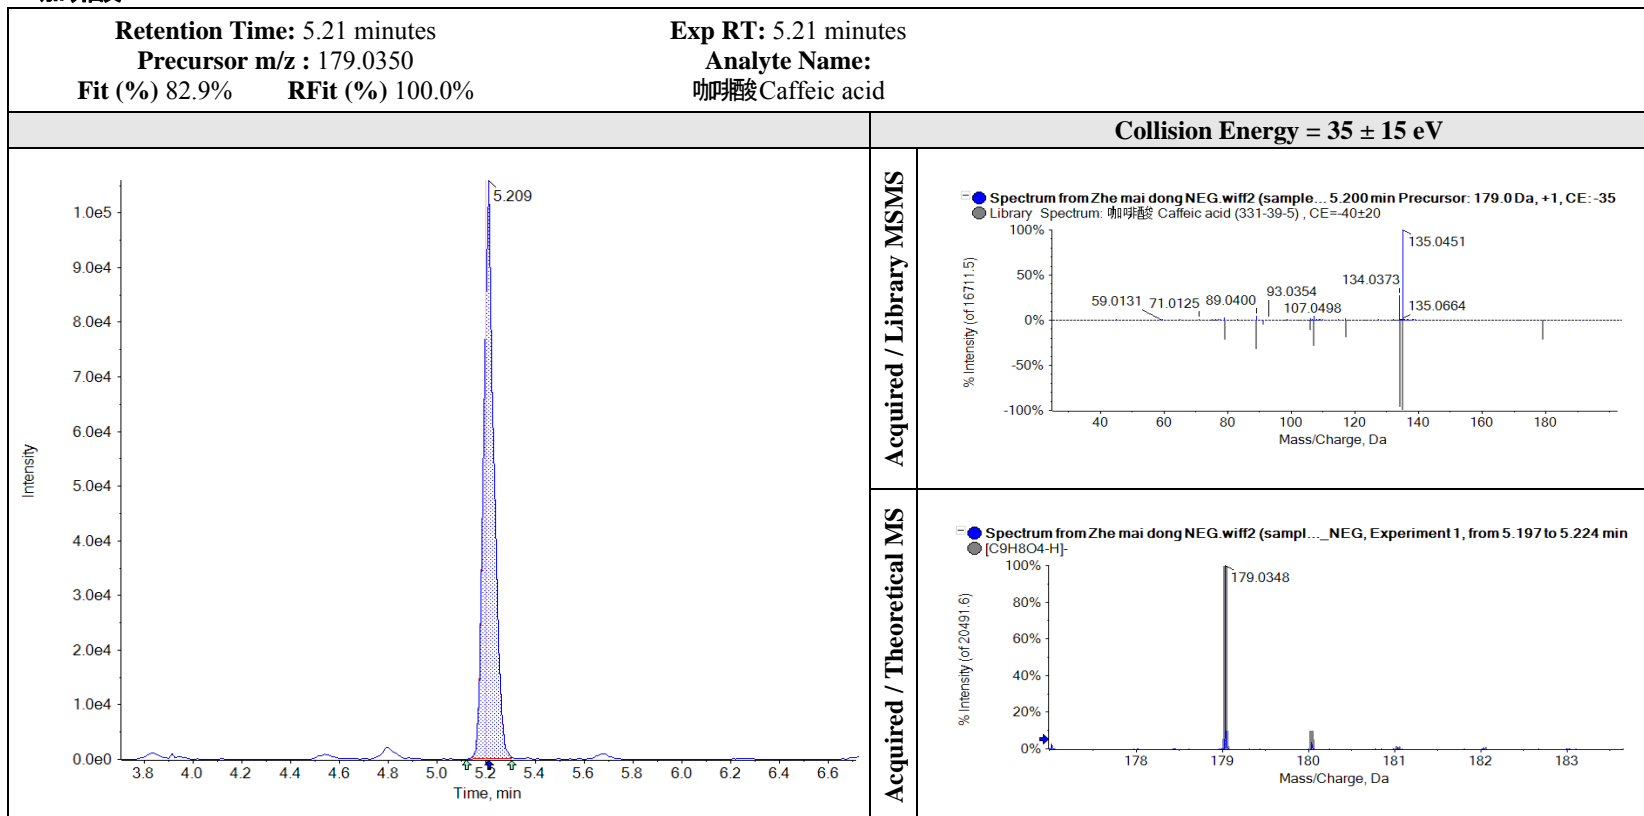 Retention Time: 5.21 minutes
Exp RT: 5.21 minutes
Precursor m/z : 179.0350
Analyte Name:
Fit (%) 82.9% RFit (%) 100.0%
咖啡酸Caffeic acid
Collision Energy = 35 ± 15 eV
Intensity
1.0e5
9.0e4
8.0e4
7.0e4
6.0e4
5.0e4
4.0e4
3.0e4
2.0e4
1.0e4
0.0e0
5.209
3.8 4.0 4.2 4.4 4.6 4.8 5.0 5.2 5.4 5.6 5.8 6.0 6.2 6.4 6.6
Time, min
Acquired / Library MSMS
Spectrum from Zhe mai dong NEG.wiff2 (sample... 5.200 min Precursor: 179.0 Da, +1, CE: -35
Library Spectrum: 咖啡酸 Caffeic acid (331-39-5) , CE=-40±20
% Intensity (of 16711.5)
100%
50%
0%
-50%
-100%
135.0451
134.0373
135.0664
59.0131
71.0125
89.0400
93.0354
107.0498
40 60 80 100 120 140 160 180
Mass/Charge, Da
Acquired / Theoretical MS
Spectrum from Zhe mai dong NEG.wiff2 (sampl..._NEG, Experiment 1, from 5.197 to 5.224 min
[C9H8O4-H]-
% Intensity (of 20491.6)
100%
80%
60%
40%
20%
0%
179.0348
178 179 180 181 182 183
Mass/Charge, Da